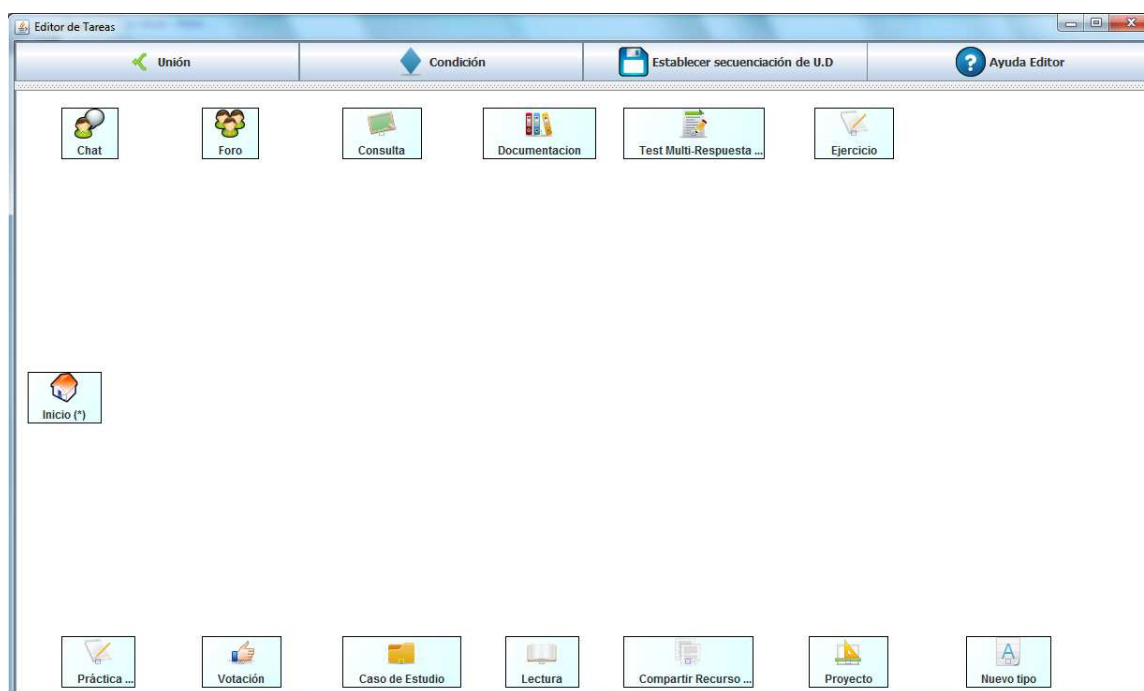 Editor de Tareas
Unión
Condición
Establecer secuenciación de U.D
Ayuda Editor
Chat
Foro
Consulta
Documentacion
Test Multi-Respuesta ...
Ejercicio
Inicio (*)
Práctica ...
Votación
Caso de Estudio
Lectura
Compartir Recurso ...
Proyecto
Nuevo tipo